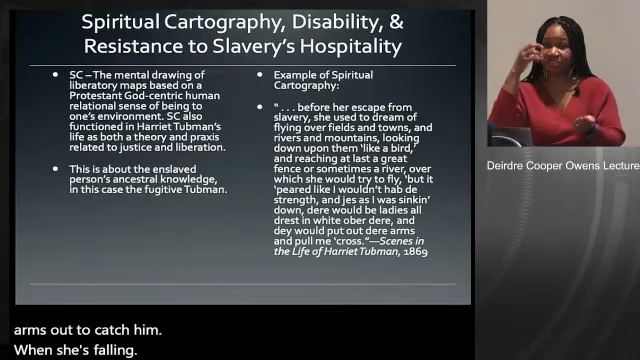 Spiritual Cartography, Disability, &
Resistance to Slavery's Hospitality
• SC – The mental drawing of
liberatory maps based on a
Protestant God-centric human
relational sense of being to
one's environment. SC also
functioned in Harriet Tubman's
life as both a theory and praxis
related to justice and liberation.
• This is about the enslaved
person's ancestral knowledge,
in this case the fugitive Tubman.
• Example of Spiritual
Cartography:
• " . . . before her escape from
slavery, she used to dream of
flying over fields and towns, and
rivers and mountains, looking
down upon them 'like a bird,'
and reaching at last a great
fence or sometimes a river, over
which she would try to fly, 'but it
'peared like I wouldn't hab de
strength, and jes as I was sinkin'
down, dere would be ladies all
drest in white ober dere, and
dey would put out dere arms
and pull me 'cross."—Scenes in
the Life of Harriet Tubman, 1869
Deirdre Cooper Owens Lecture
arms out to catch him.
When she's falling.